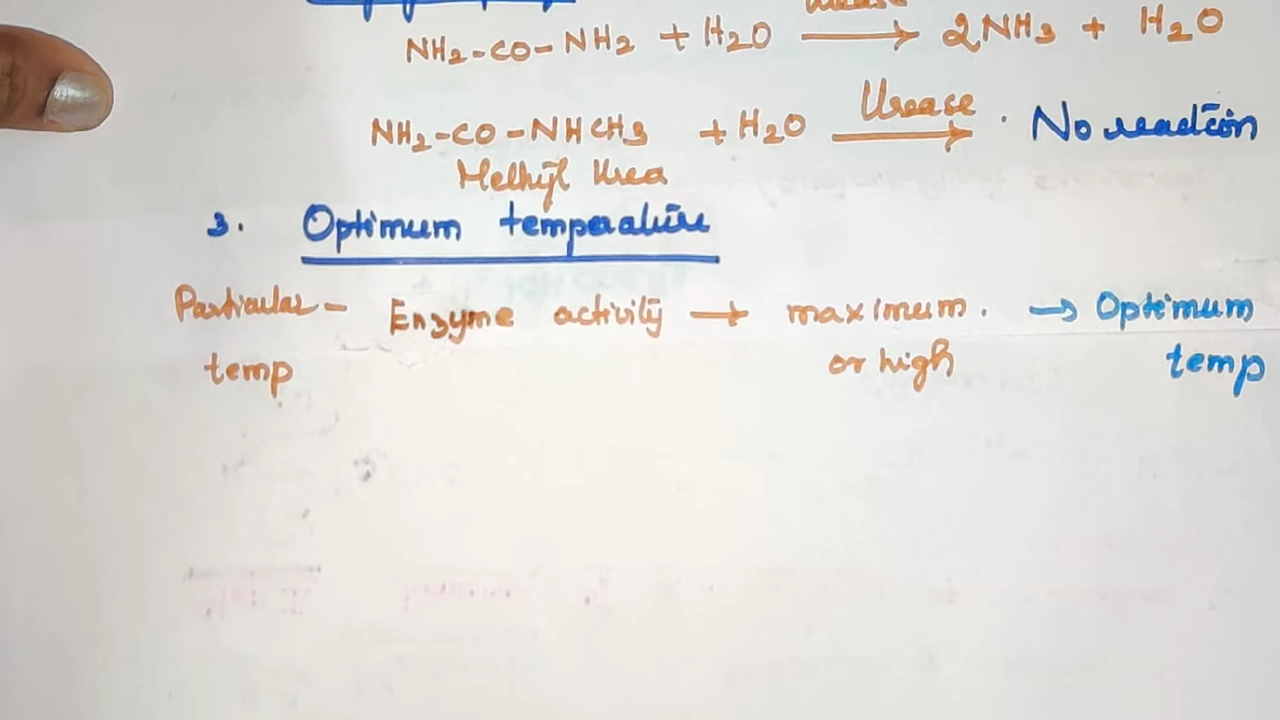 NH₂-CO-NH₂ + H₂O ⟶ 2NH₃ + H₂O
Urease
NH₂-CO-NHCH₃ + H₂O ⟶ No reaction
Methyl Urea
3. Optimum temperature
Particular - Enzyme activity → maximum. → Optimum
temp or high temp